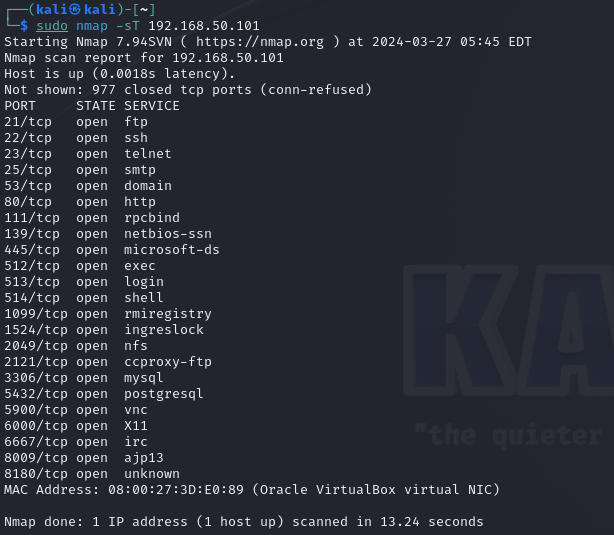 ┌──(kali㉿kali)-[~]
└─$ sudo nmap -sT 192.168.50.101
Starting Nmap 7.94SVN ( https://nmap.org ) at 2024-03-27 05:45 EDT
Nmap scan report for 192.168.50.101
Host is up (0.0018s latency).
Not shown: 977 closed tcp ports (conn-refused)
PORT     STATE SERVICE
21/tcp   open  ftp
22/tcp   open  ssh
23/tcp   open  telnet
25/tcp   open  smtp
53/tcp   open  domain
80/tcp   open  http
111/tcp  open  rpcbind
139/tcp  open  netbios-ssn
445/tcp  open  microsoft-ds
512/tcp  open  exec
513/tcp  open  login
514/tcp  open  shell
1099/tcp open  rmiregistry
1524/tcp open  ingreslock
2049/tcp open  nfs
2121/tcp open  ccproxy-ftp
3306/tcp open  mysql
5432/tcp open  postgresql
5900/tcp open  vnc
6000/tcp open  X11
6667/tcp open  irc
8009/tcp open  ajp13
8180/tcp open  unknown
MAC Address: 08:00:27:3D:E0:89 (Oracle VirtualBox virtual NIC)
Nmap done: 1 IP address (1 host up) scanned in 13.24 seconds
KA
"the quieter